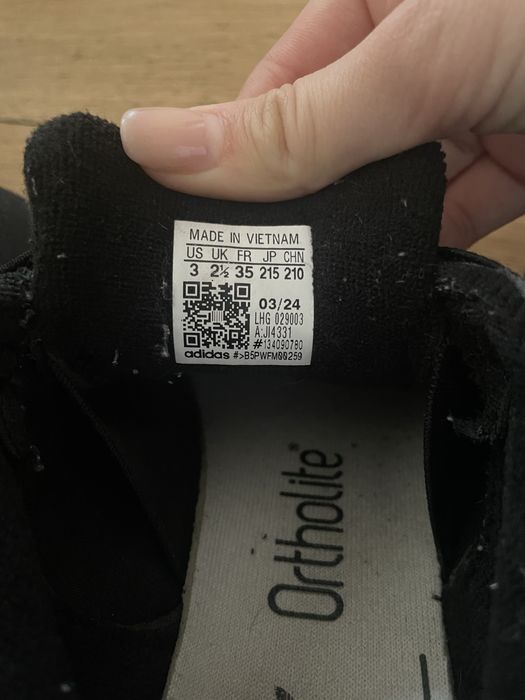 MADE IN VIETNAM
US UK FR JP CHN
3 2½ 35 215 210
03/24
LHG 029003
A:JI4331
#134090780
adidas #>B5PWFM00259
Ortholite®